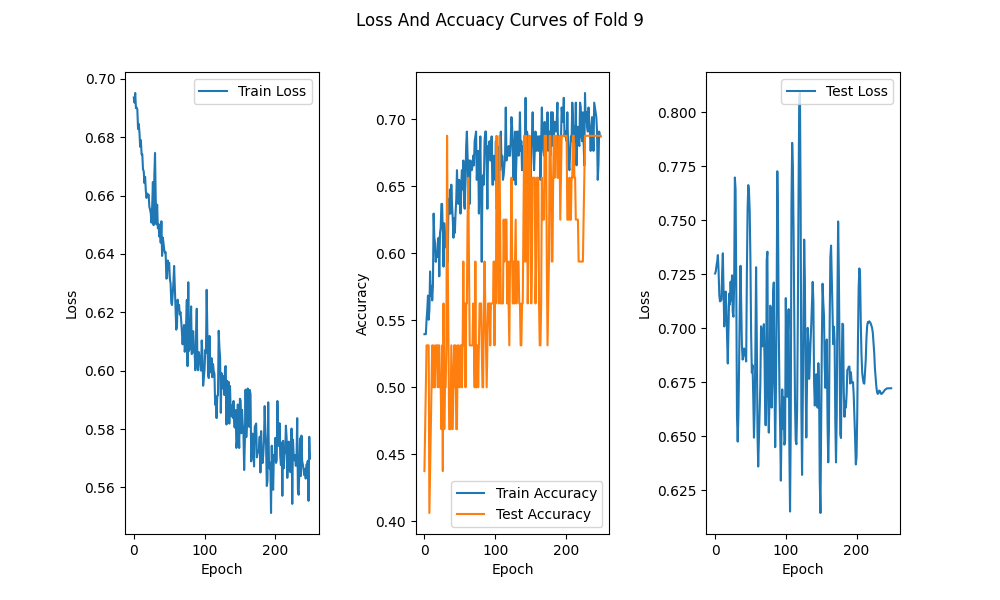 Loss And Accuacy Curves of Fold 9
0.70
0.68
0.66
0.64
0.62
0.60
0.58
0.56
Loss
0
100
200
Epoch
Train Loss
0.70
0.65
0.60
0.55
0.50
0.45
0.40
Accuracy
0
100
200
Epoch
Train Accuracy
Test Accuracy
0.800
0.775
0.750
0.725
0.700
0.675
0.650
0.625
Loss
0
100
200
Epoch
Test Loss